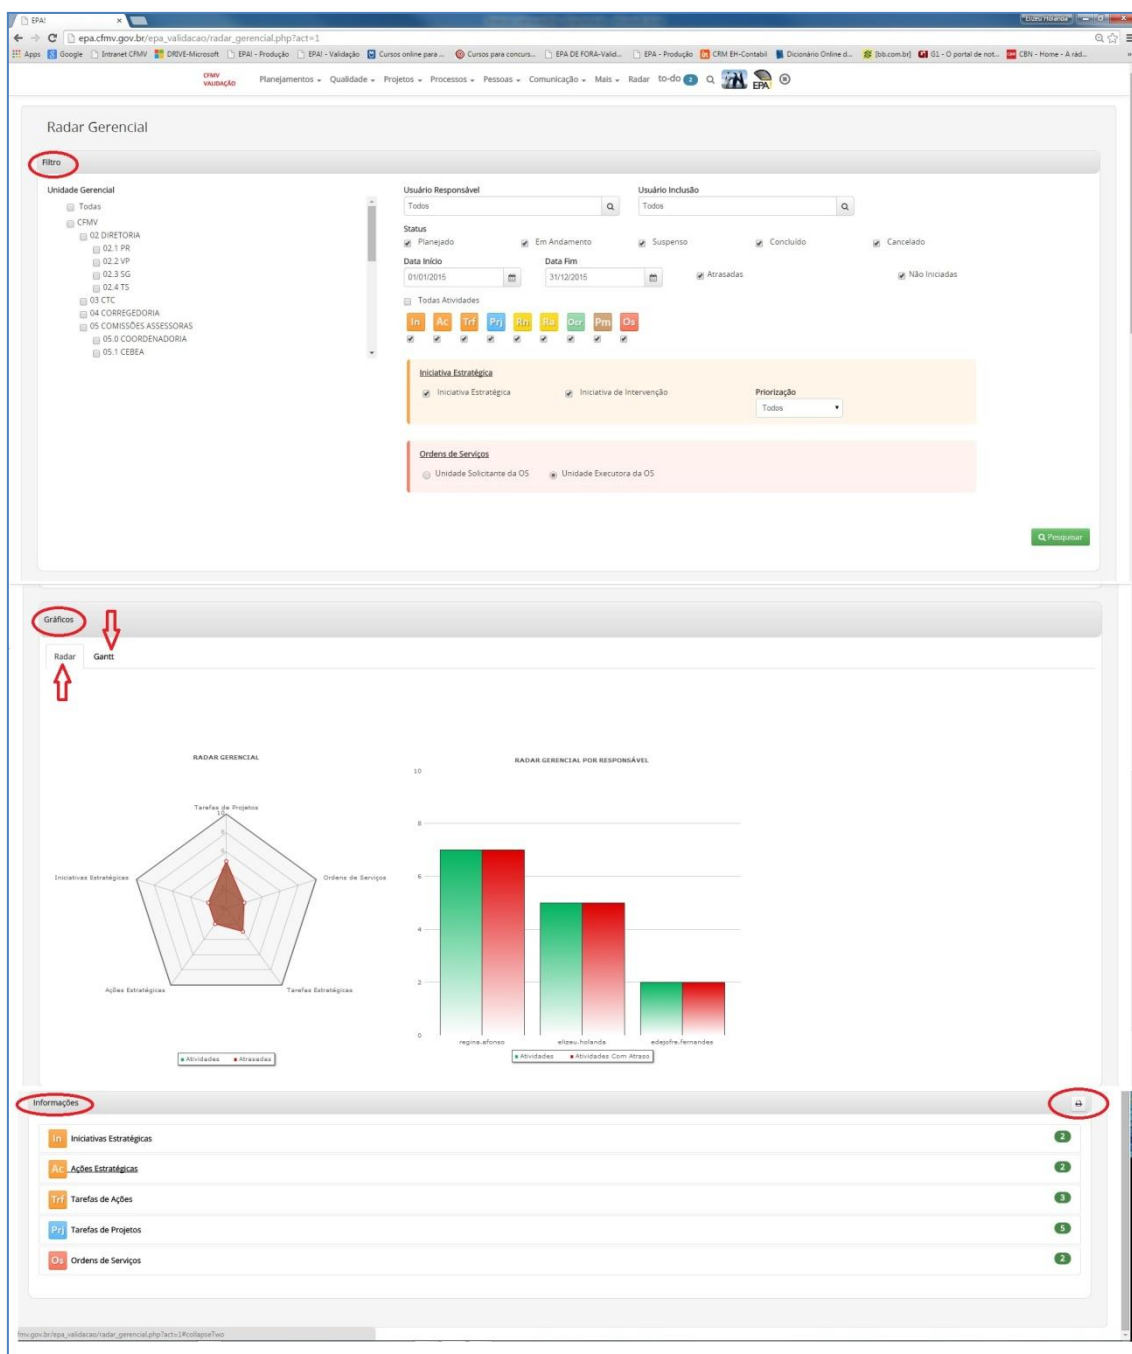 EPA!
Elizeu Holanda
epa.cfmv.gov.br/epa_validacao/radar_gerencial.php?act=1
Apps Google Intranet CFMV DRIVE-Microsoft EPA! - Produção EPA! - Validação Cursos online para ... Cursos para concurs... EPA DE FORA-Valid... EPA - Produção CRM EH-Contabil Dicionário Online d... [bb.com.br] G1 - O portal de not... CBN - Home - A rád...
CFMV
VALIDAÇÃO
Planejamentos Qualidade Projetos Processos Pessoas Comunicação Mais Radar to-do 2 EPA
Radar Gerencial
Filtro
Unidade Gerencial
Todas
CFMV
02 DIRETORIA
02.1 PR
02.2 VP
02.3 SG
02.4 TS
03 CTC
04 CORREGEDORIA
05 COMISSÕES ASSESSORAS
05.0 COORDENADORIA
05.1 CEBEA
Usuário Responsável Usuário Inclusão
Todos Todos
Status
Planejado Em Andamento Suspenso Concluído Cancelado
Data Início Data Fim
01/01/2015 31/12/2015 Atrasadas Não Iniciadas
Todas Atividades
In Ac Trf Prj Rn Ra Ocr Pm Os
Iniciativa Estratégica
Iniciativa Estratégica Iniciativa de Intervenção Priorização
Todos
Ordens de Serviços
Unidade Solicitante da OS Unidade Executora da OS
Pesquisar
Gráficos
Radar Gantt
RADAR GERENCIAL
Tarefas de Projetos
10
Iniciativas Estratégicas Ordens de Serviços
Ações Estratégicas Tarefas Estratégicas
Atividades Atrasadas
RADAR GERENCIAL POR RESPONSÁVEL
10
8
6
4
2
0
regina.afonso elizeu.holanda edejofre.fernandes
Atividades Atividades Com Atraso
Informações
In Iniciativas Estratégicas 2
Ac Ações Estratégicas 2
Trf Tarefas de Ações 3
Prj Tarefas de Projetos 5
Os Ordens de Serviços 2
fmv.gov.br/epa_validacao/radar_gerencial.php?act=1#collapseTwo